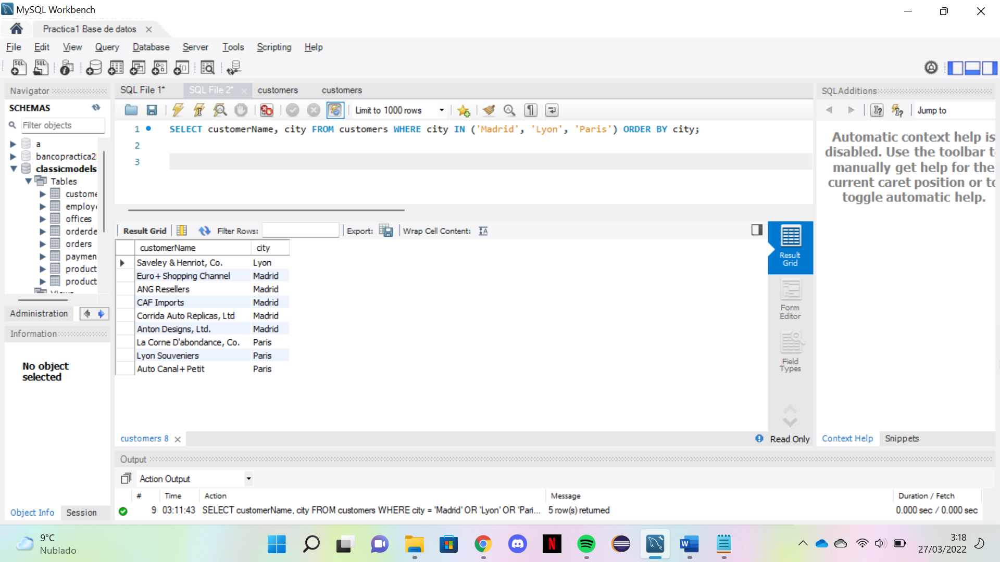 MySQL Workbench
Practica1 Base de datos
File Edit View Query Database Server Tools Scripting Help
Navigator
SCHEMAS
Filter objects
a
bancopractica2
classicmodels
Tables
custome
employe
offices
orderde
orders
paymen
product
product
Views
Administration
Information
No object
selected
Object Info Session
SQL File 1* SQL File 2* customers customers
Limit to 1000 rows
1 SELECT customerName, city FROM customers WHERE city IN ('Madrid', 'Lyon', 'Paris') ORDER BY city;
2
3
Result Grid Filter Rows: Export: Wrap Cell Content:
customerName city
Saveley & Henriot, Co. Lyon
Euro+ Shopping Channel Madrid
ANG Resellers Madrid
CAF Imports Madrid
Corrida Auto Replicas, Ltd Madrid
Anton Designs, Ltd. Madrid
La Corne D'abondance, Co. Paris
Lyon Souveniers Paris
Auto Canal+ Petit Paris
Result
Grid
Form
Editor
Field
Types
customers 8
Read Only
SQLAdditions
Jump to
Automatic context help is
disabled. Use the toolbar t
manually get help for the
current caret position or to
toggle automatic help.
Context Help Snippets
Output
Action Output
# Time Action Message Duration / Fetch
9 03:11:43 SELECT customerName, city FROM customers WHERE city = 'Madrid' OR 'Lyon' OR 'Pari... 5 row(s) returned 0.000 sec / 0.000 sec
9°C
Nublado
3:18
27/03/2022